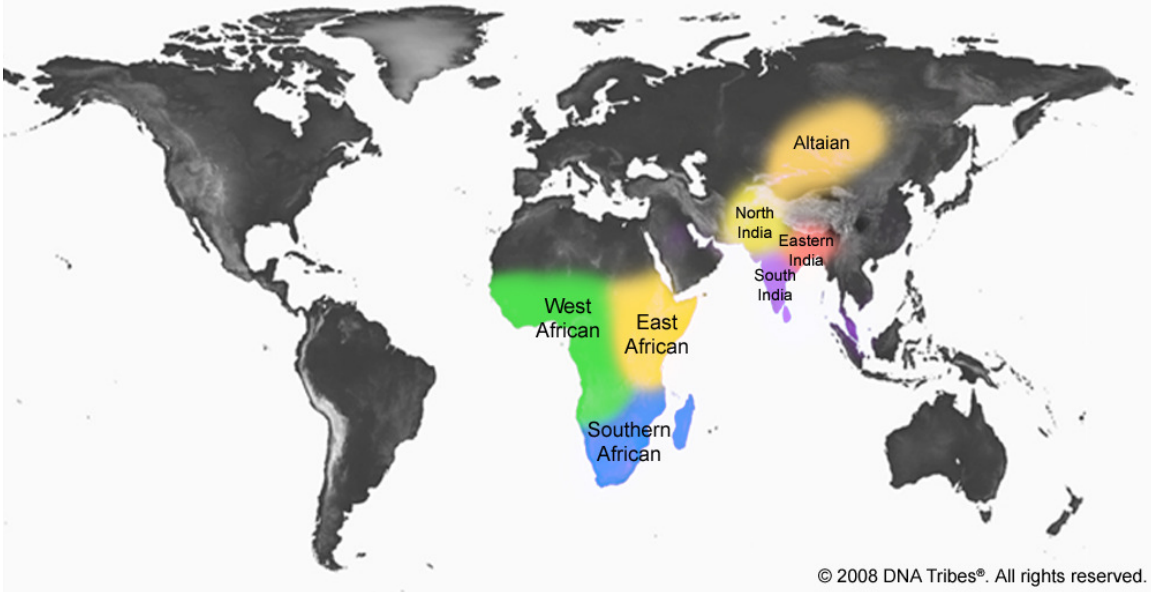 Altaian
North
India
Eastern
India
South
India
West
African
East
African
Southern
African
© 2008 DNA Tribes®. All rights reserved.